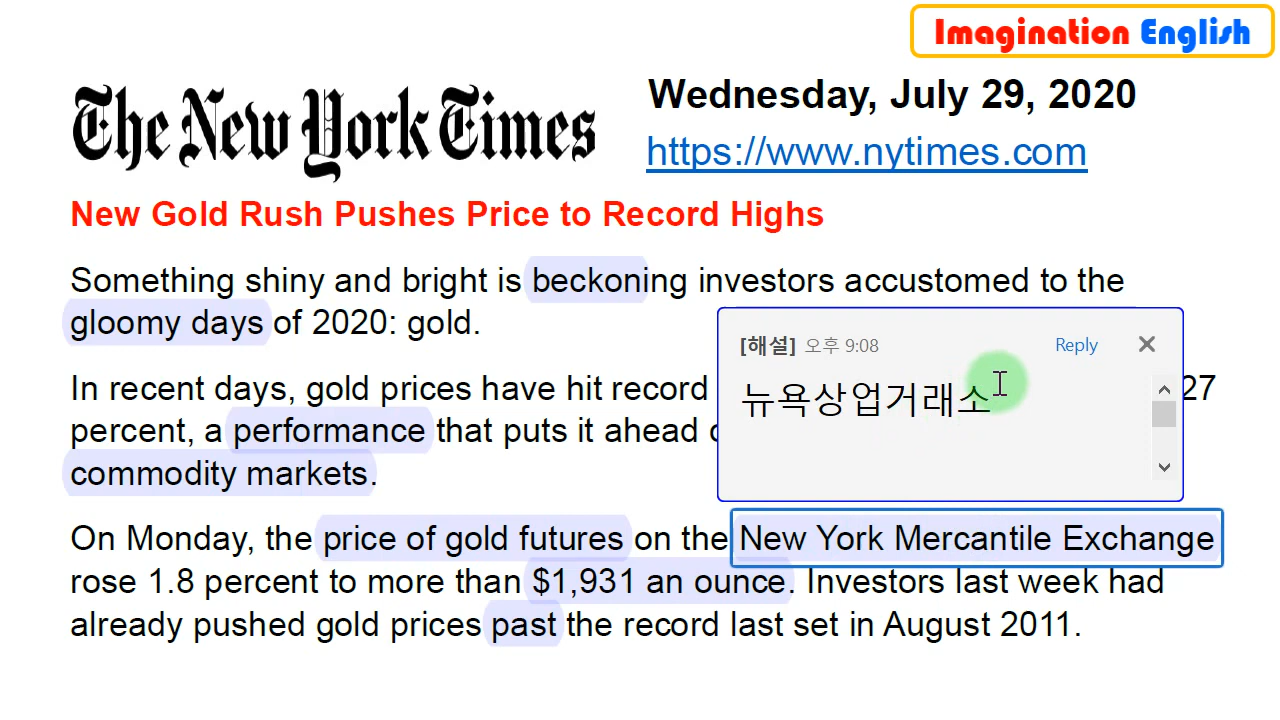 Imagination English
The New York Times
Wednesday, July 29, 2020
https://www.nytimes.com
New Gold Rush Pushes Price to Record Highs
Something shiny and bright is beckoning investors accustomed to the
gloomy days of 2020: gold.
[해설] 오후 9:08 Reply
뉴욕상업거래소
In recent days, gold prices have hit record 27
percent, a performance that puts it ahead
commodity markets.
On Monday, the price of gold futures on the New York Mercantile Exchange
rose 1.8 percent to more than $1,931 an ounce. Investors last week had
already pushed gold prices past the record last set in August 2011.